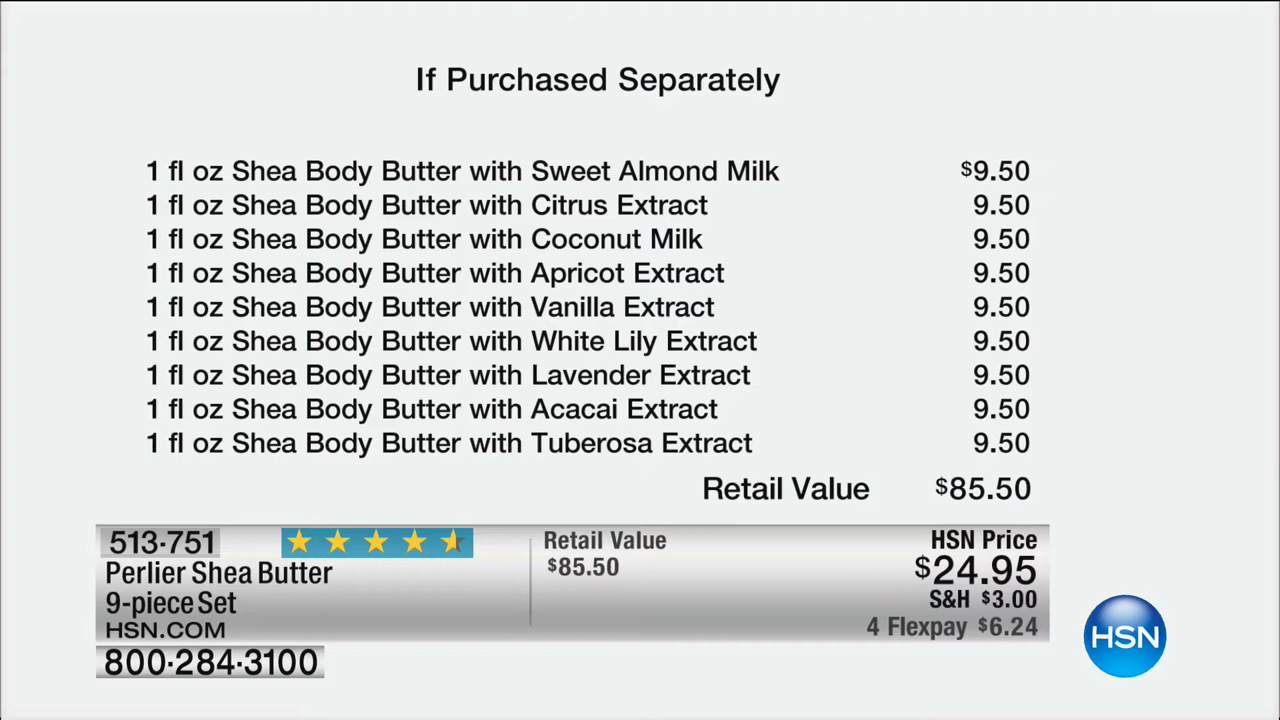 If Purchased Separately
1 fl oz Shea Body Butter with Sweet Almond Milk $9.50
1 fl oz Shea Body Butter with Citrus Extract 9.50
1 fl oz Shea Body Butter with Coconut Milk 9.50
1 fl oz Shea Body Butter with Apricot Extract 9.50
1 fl oz Shea Body Butter with Vanilla Extract 9.50
1 fl oz Shea Body Butter with White Lily Extract 9.50
1 fl oz Shea Body Butter with Lavender Extract 9.50
1 fl oz Shea Body Butter with Acacai Extract 9.50
1 fl oz Shea Body Butter with Tuberosa Extract 9.50
Retail Value $85.50
513-751
Perlier Shea Butter
9-piece Set
HSN.COM
800-284-3100
Retail Value
$85.50
HSN Price
$24.95
S&H $3.00
4 Flexpay $6.24
HSN